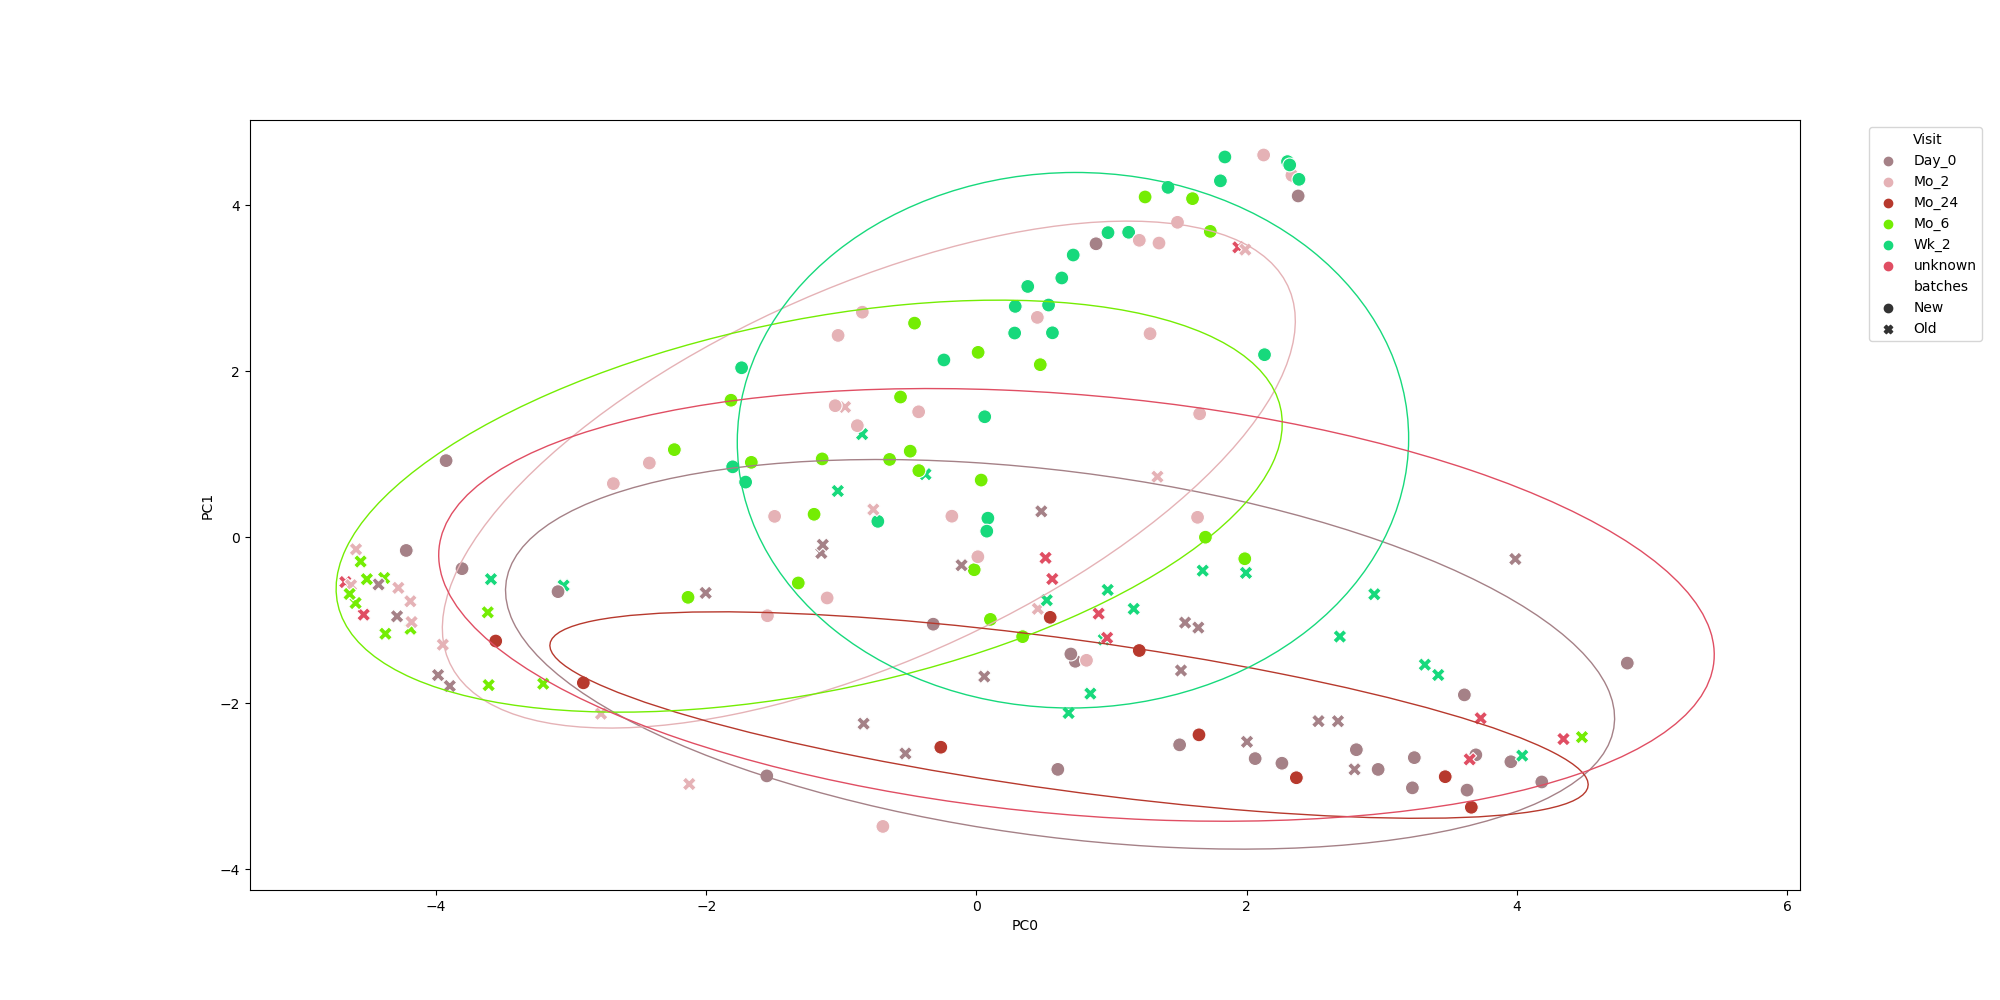 Visit
Day_0
Mo_2
Mo_24
Mo_6
Wk_2
unknown
batches
New
Old
PC1
4
2
0
−2
−4
−4
−2
0
2
4
6
PC0